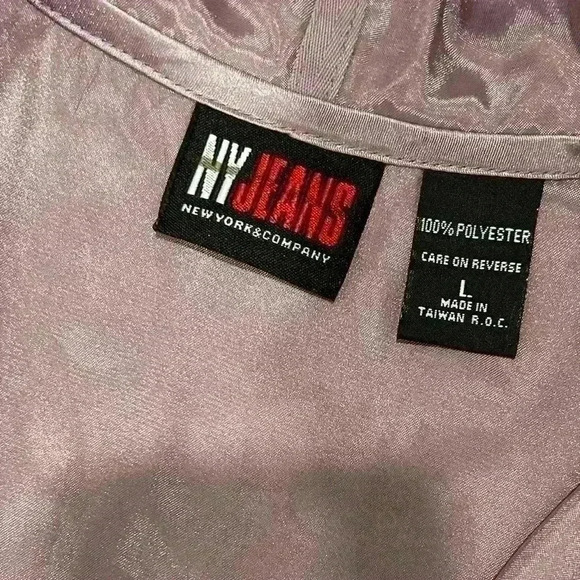 NY JEANS
NEW YORK & COMPANY
100% POLYESTER
CARE ON REVERSE
L
MADE IN
TAIWAN R.O.C.